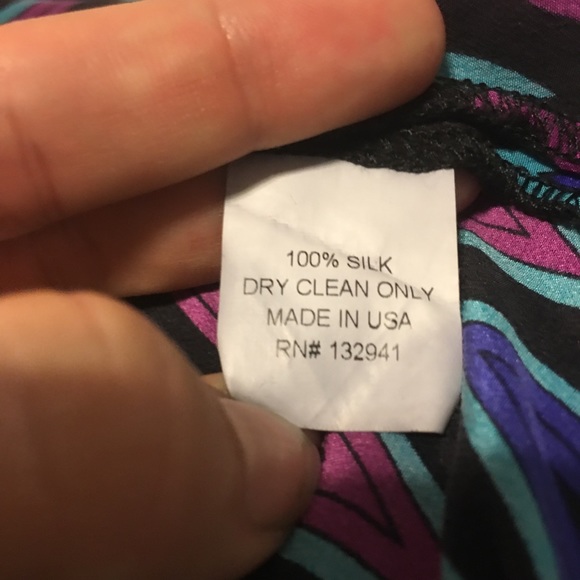 100% SILK
DRY CLEAN ONLY
MADE IN USA
RN# 132941